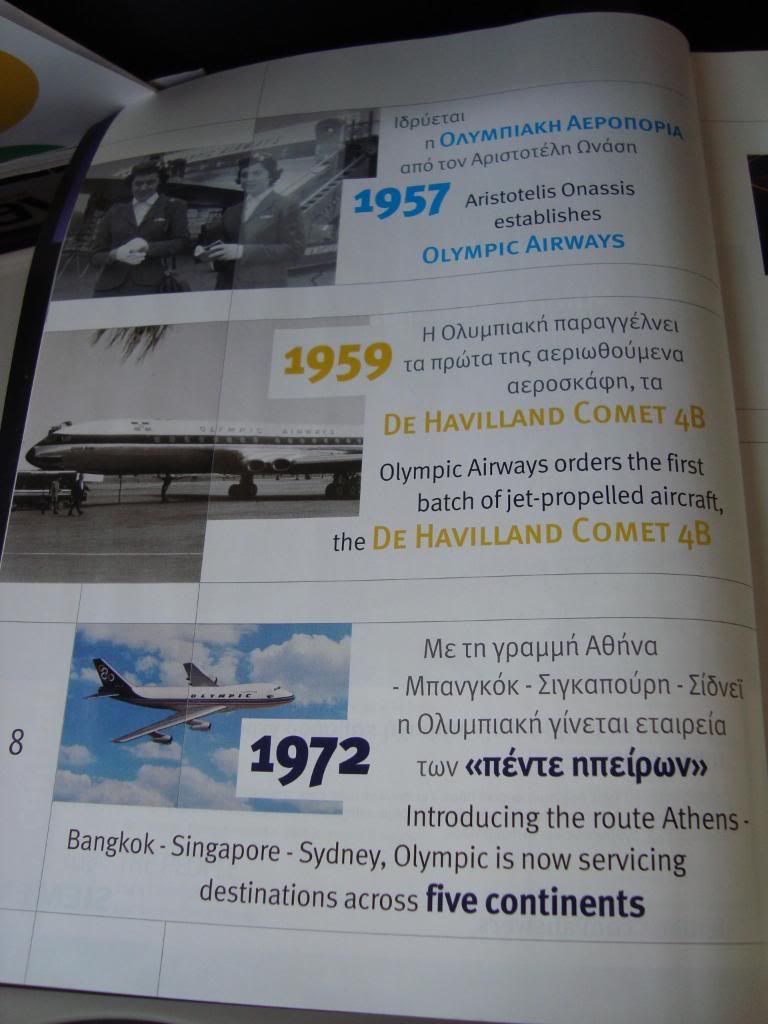 Ιδρύεται
η ΟΛΥΜΠΙΑΚΗ ΑΕΡΟΠΟΡΙΑ
από τον Αριστοτέλη Ωνάση
1957
Aristotelis Onassis
establishes
OLYMPIC AIRWAYS
1959
Η Ολυμπιακή παραγγέλνει
τα πρώτα της αεριωθούμενα
αεροσκάφη, τα
DE HAVILLAND COMET 4B
OLYMPIC AIRWAYS
Olympic Airways orders the first
batch of jet-propelled aircraft,
the DE HAVILLAND COMET 4B
OLYMPIC
1972
Με τη γραμμή Αθήνα
- Μπανγκόκ - Σιγκαπούρη - Σίδνεϊ
η Ολυμπιακή γίνεται εταιρεία
των «πέντε ηπείρων»
Introducing the route Athens -
Bangkok - Singapore - Sydney, Olympic is now servicing
destinations across five continents
8